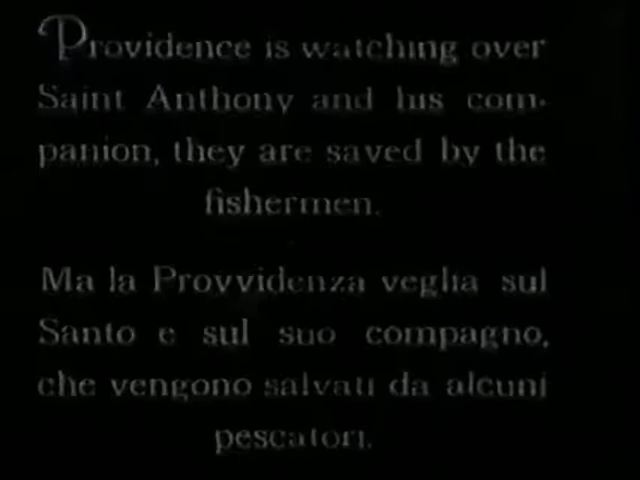 Providence is watching over
Saint Anthony and his com-
panion, they are saved by the
fishermen.
Ma la Provvidenza veglia sul
Santo e sul suo compagno,
che vengono salvati da alcuni
pescatori.